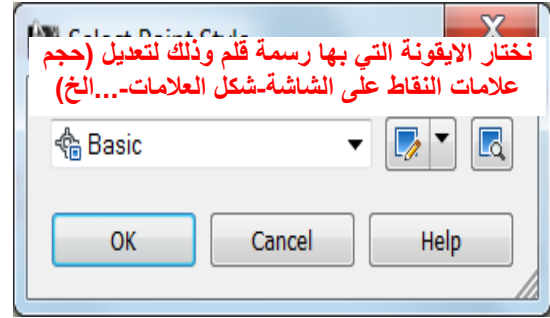 Select Point Style
نختار الايقونة التي بها رسمة قلم وذلك لتعديل (حجم
علامات النقاط على الشاشة-شكل العلامات-...الخ)
Basic
OK Cancel Help